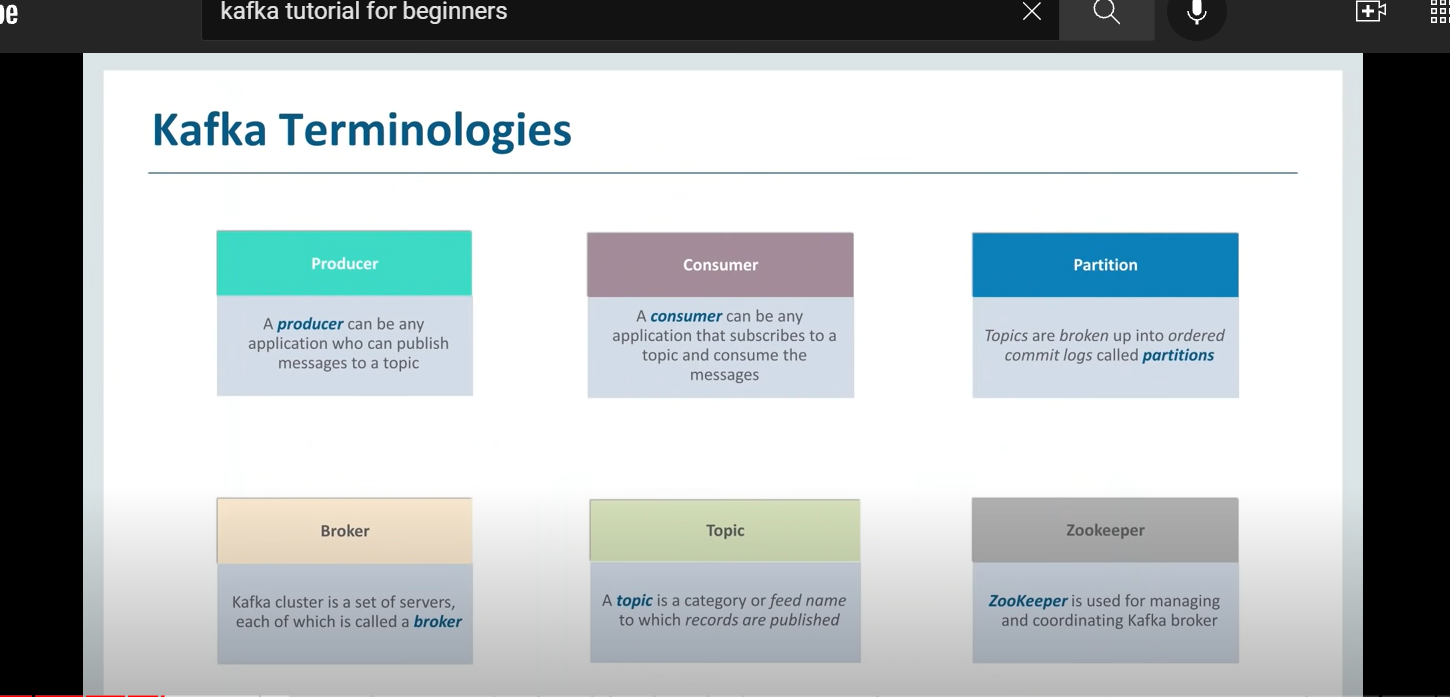 kafka tutorial for beginners
Kafka Terminologies
Producer
A producer can be any
application who can publish
messages to a topic
Consumer
A consumer can be any
application that subscribes to a
topic and consume the
messages
Partition
Topics are broken up into ordered
commit logs called partitions
Broker
Kafka cluster is a set of servers,
each of which is called a broker
Topic
A topic is a category or feed name
to which records are published
Zookeeper
ZooKeeper is used for managing
and coordinating Kafka broker